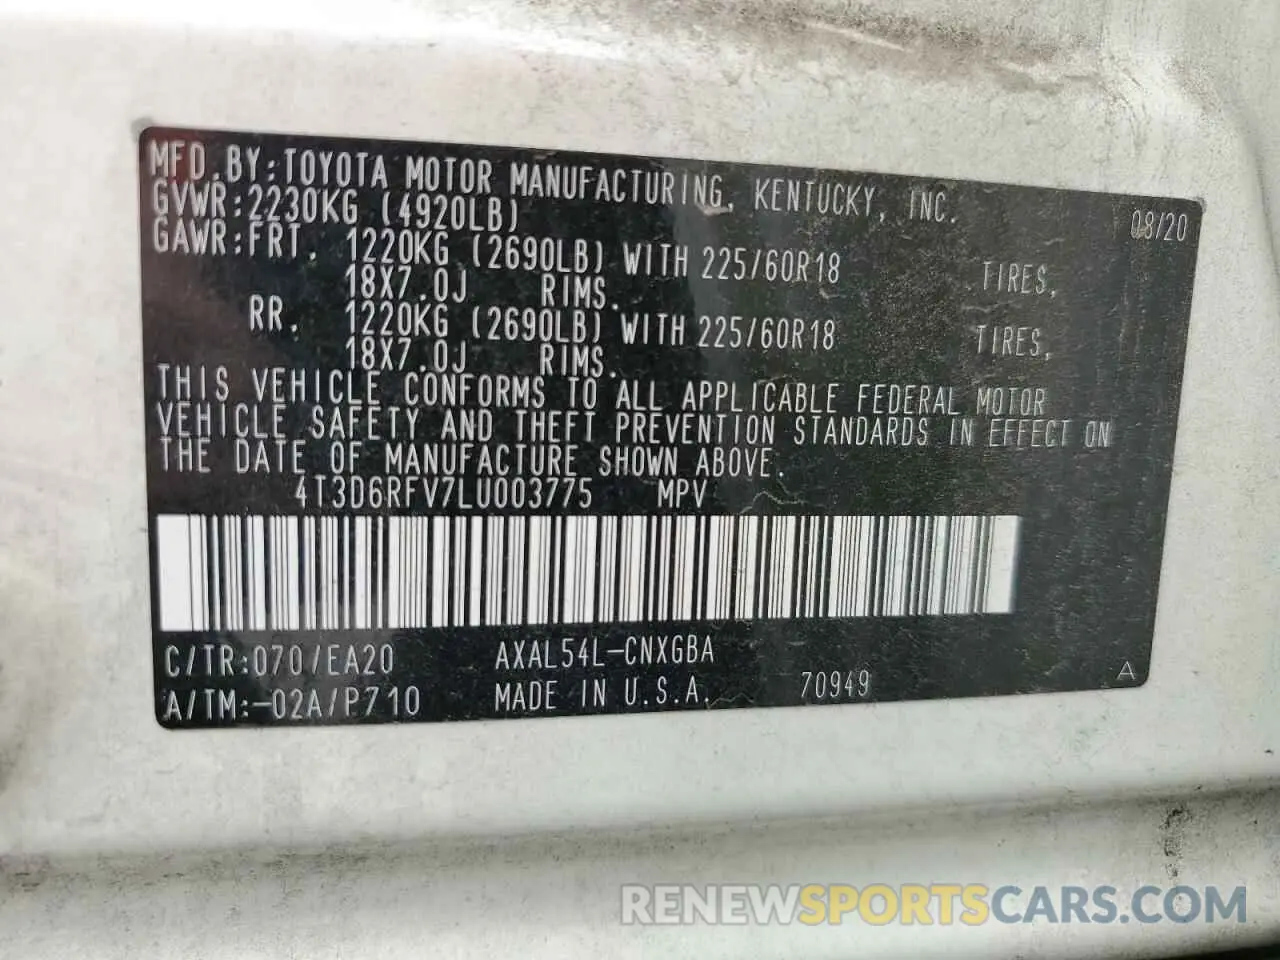 MFD.BY:TOYOTA MOTOR MANUFACTURING, KENTUCKY, INC. 08/20
GVWR:2230KG (4920LB)
GAWR:FRT. 1220KG (2690LB) WITH 225/60R18 TIRES,
18X7.0J RIMS.
RR. 1220KG (2690LB) WITH 225/60R18 TIRES,
18X7.0J RIMS.
THIS VEHICLE CONFORMS TO ALL APPLICABLE FEDERAL MOTOR
VEHICLE SAFETY AND THEFT PREVENTION STANDARDS IN EFFECT ON
THE DATE OF MANUFACTURE SHOWN ABOVE.
4T3D6RFV7LU003775 MPV
C/TR:070/EA20 AXAL54L-CNXGBA
A/TM:-02A/P710 MADE IN U.S.A. 70949 A
RENEWSPORTSCARS.COM